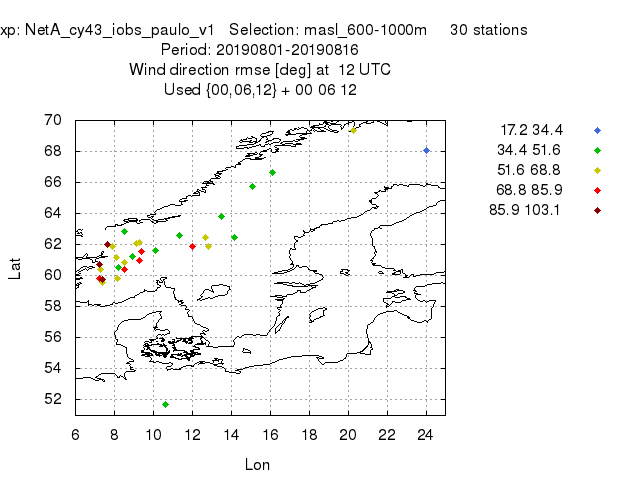 xp: NetA_cy43_iobs_paulo_v1 Selection: masl_600-1000m 30 stations
Period: 20190801-20190816
Wind direction rmse [deg] at 12 UTC
Used {00,06,12} + 00 06 12
17.2 34.4
34.4 51.6
51.6 68.8
68.8 85.9
85.9 103.1
70
68
66
64
62
60
58
56
54
52
Lat
6 8 10 12 14 16 18 20 22 24
Lon